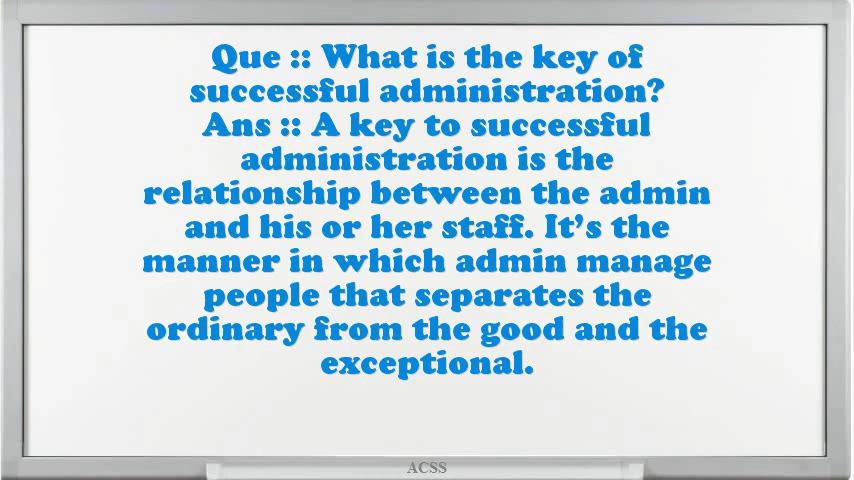 Que :: What is the key of
successful administration?
Ans :: A key to successful
administration is the
relationship between the admin
and his or her staff. It’s the
manner in which admin manage
people that separates the
ordinary from the good and the
exceptional.
ACSS